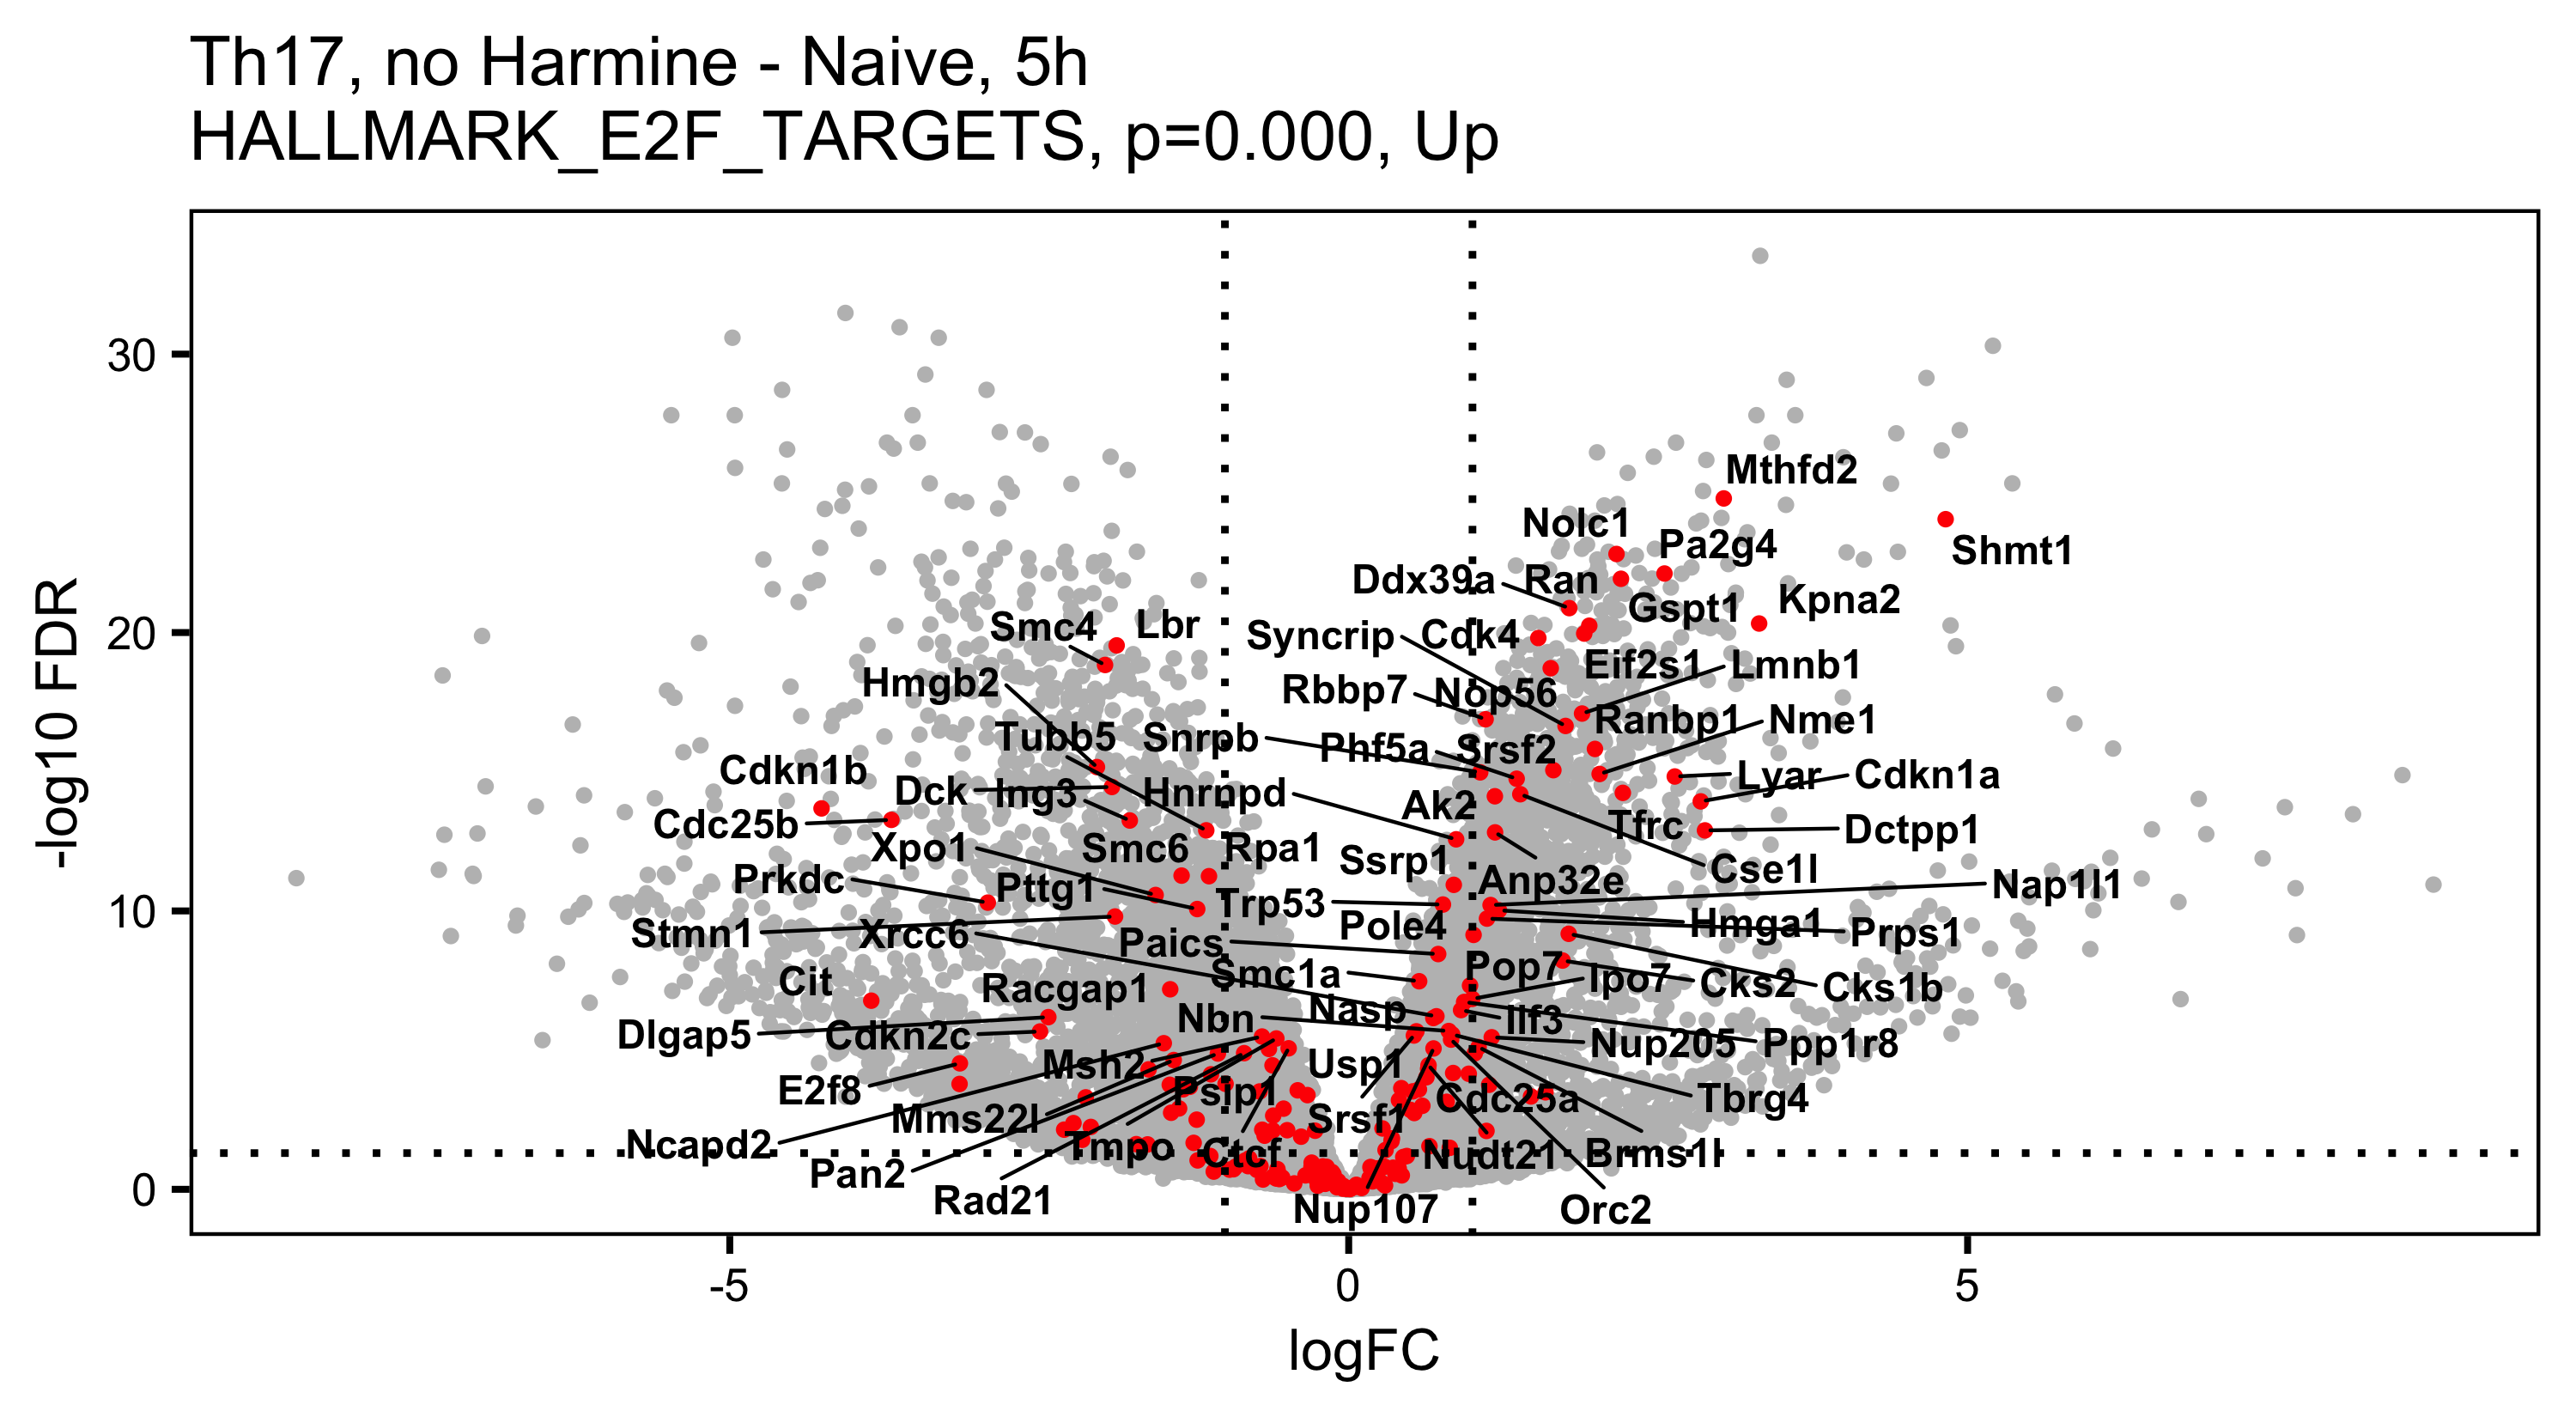 Th17, no Harmine - Naive, 5h
HALLMARK_E2F_TARGETS, p=0.000, Up
-log10 FDR
30
20
10
0
Mthfd2
Shmt1
Nolc1
Pa2g4
Ddx39a
Ran
Gspt1
Kpna2
Syncrip
Cdk4
Smc4
Lbr
Hmgb2
Rbbp7
Nop56
Eif2s1
Lmnb1
Tubb5
Snrpb
Phf5a
Srsf2
Ranbp1
Nme1
Cdkn1b
Dck
Ing3
Hnrnpd
Ak2
Lyar
Cdkn1a
Cdc25b
Xpo1
Smc6
Rpa1
Ssrp1
Tfrc
Dctpp1
Prkdc
Pttg1
Trp53
Anp32e
Cse1l
Nap1l1
Stmn1
Xrcc6
Paics
Pole4
Hmga1
Prps1
Cit
Racgap1
Smc1a
Pop7
Ipo7
Cks2
Cks1b
Dlgap5
Cdkn2c
Nbn
Nasp
Ilf3
Nup205
Ppp1r8
E2f8
Msh2
Psip1
Usp1
Cdc25a
Tbrg4
Ncapd2
Mms22l
Tmpo
Ctcf
Srsf1
Nudt21
Brms1l
Pan2
Rad21
Nup107
Orc2
-5
0
5
logFC